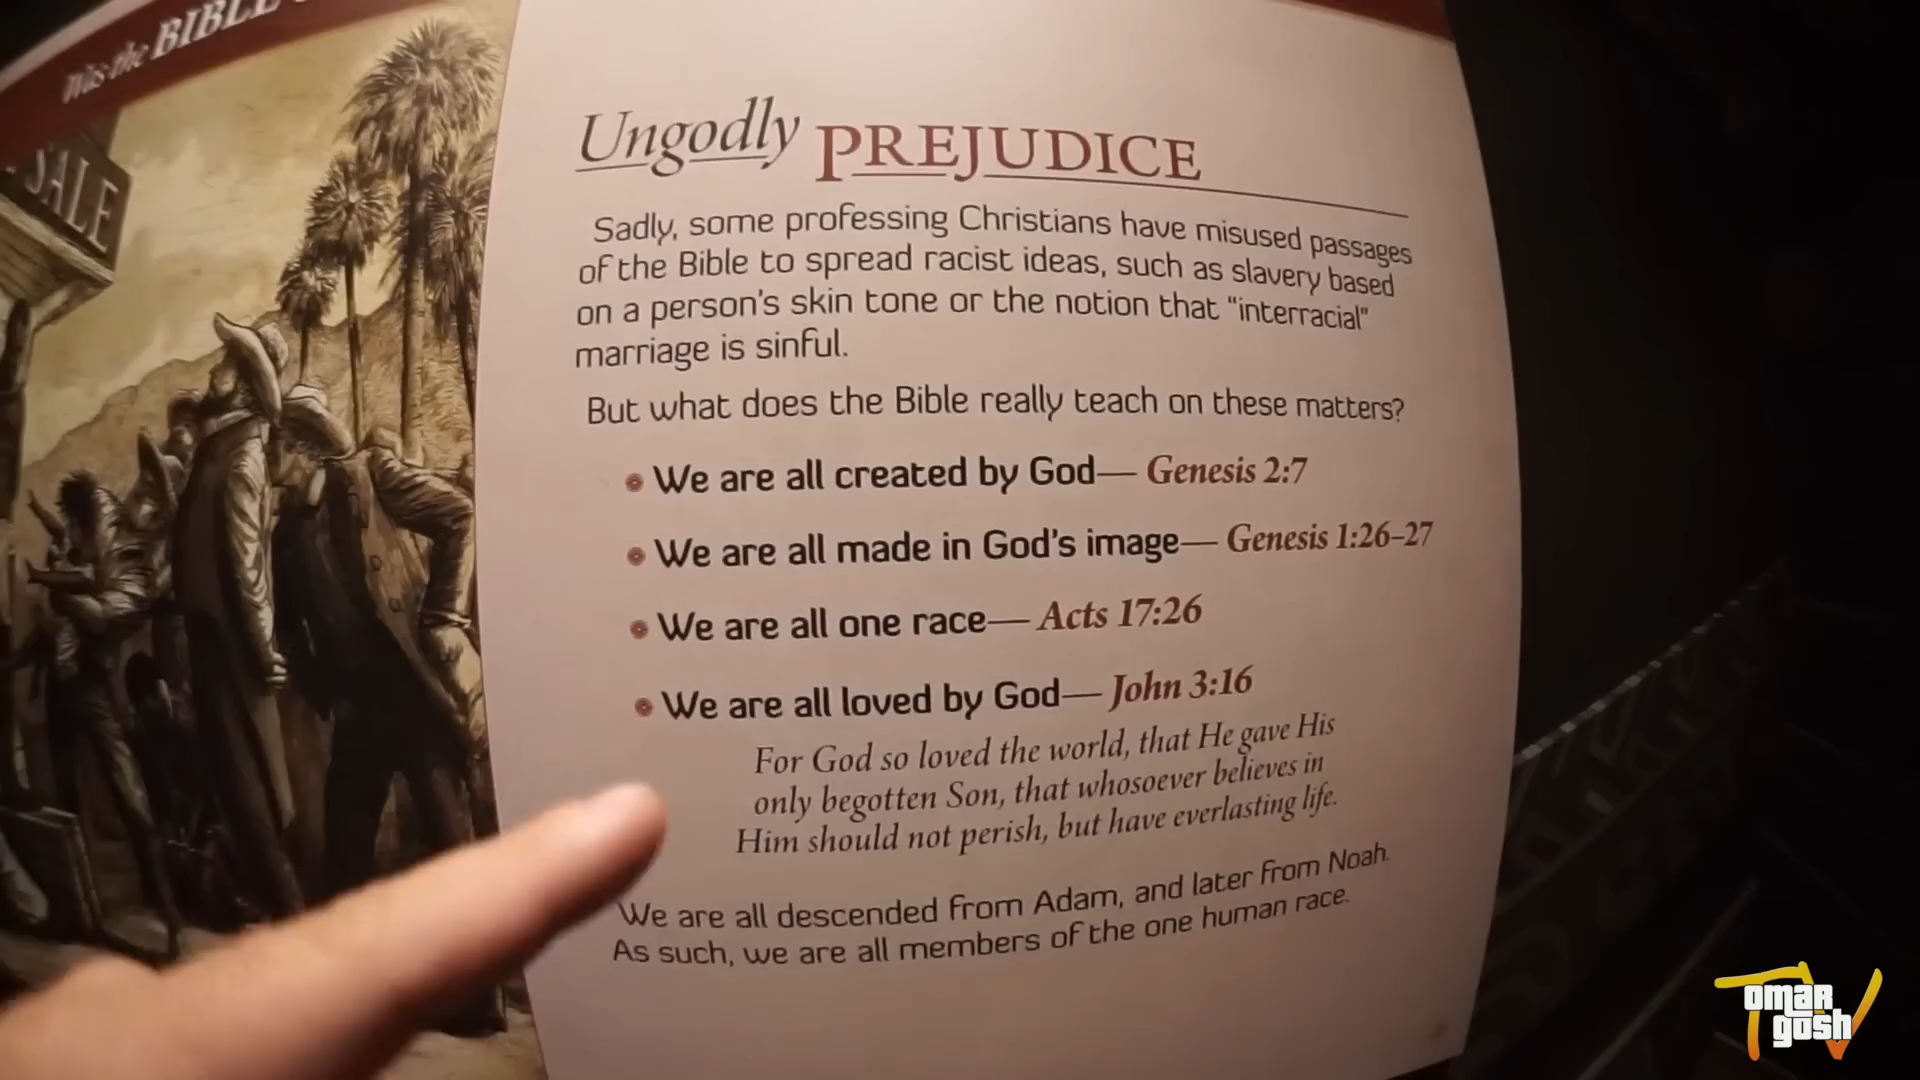 Was the BIBLE
SALE
Ungodly PREJUDICE
Sadly, some professing Christians have misused passages
of the Bible to spread racist ideas, such as slavery based
on a person's skin tone or the notion that "interracial"
marriage is sinful.
But what does the Bible really teach on these matters?
We are all created by God— Genesis 2:7
We are all made in God's image— Genesis 1:26–27
We are all one race— Acts 17:26
We are all loved by God— John 3:16
For God so loved the world, that He gave His
only begotten Son, that whosoever believes in
Him should not perish, but have everlasting life.
We are all descended from Adam, and later from Noah.
As such, we are all members of the one human race.
OMAR
GOSH
TV